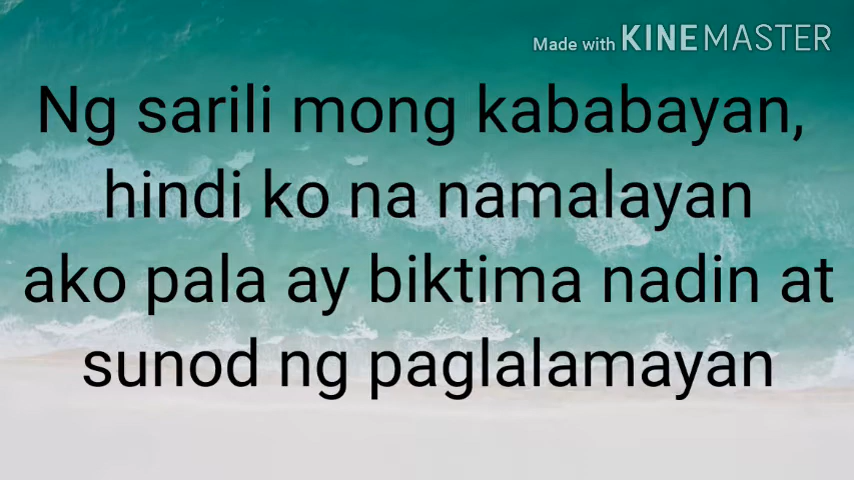 Made with KINEMASTER
Ng sarili mong kababayan,
hindi ko na namalayan
ako pala ay biktima nadin at
sunod ng paglalamayan